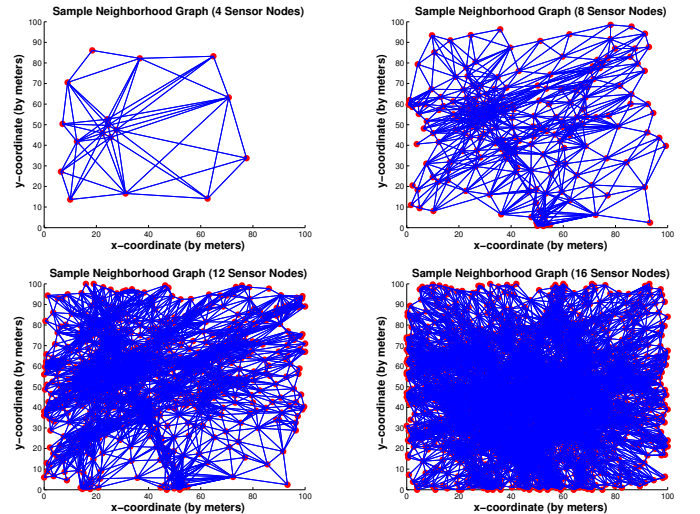 Sample Neighborhood Graph (4 Sensor Nodes)
100
90
80
70
60
50
40
30
20
10
0
0 20 40 60 80 100
x−coordinate (by meters)
y−coordinate (by meters)
Sample Neighborhood Graph (8 Sensor Nodes)
100
90
80
70
60
50
40
30
20
10
0
0 20 40 60 80 100
x−coordinate (by meters)
y−coordinate (by meters)
Sample Neighborhood Graph (12 Sensor Nodes)
100
90
80
70
60
50
40
30
20
10
0
0 20 40 60 80 100
x−coordinate (by meters)
y−coordinate (by meters)
Sample Neighborhood Graph (16 Sensor Nodes)
100
90
80
70
60
50
40
30
20
10
0
0 20 40 60 80 100
x−coordinate (by meters)
y−coordinate (by meters)